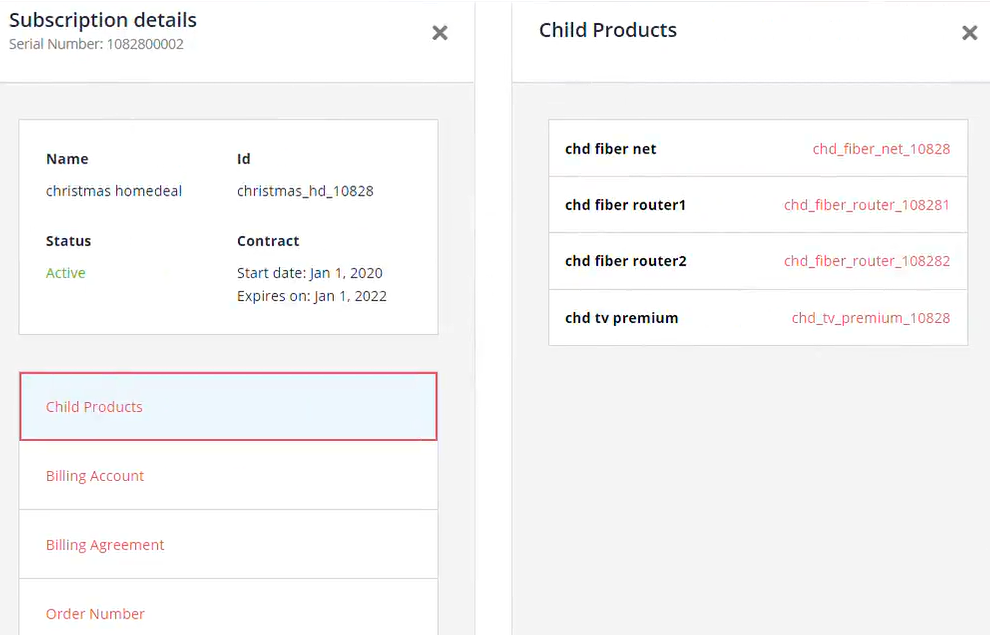 Subscription details
Serial Number: 1082800002
Name
Id
christmas homedeal
christmas_hd_10828
Status
Contract
Active
Start date: Jan 1, 2020
Expires on: Jan 1, 2022
Child Products
Billing Account
Billing Agreement
Order Number
Child Products
chd fiber net
chd_fiber_net_10828
chd fiber router1
chd_fiber_router_108281
chd fiber router2
chd_fiber_router_108282
chd tv premium
chd_tv_premium_10828